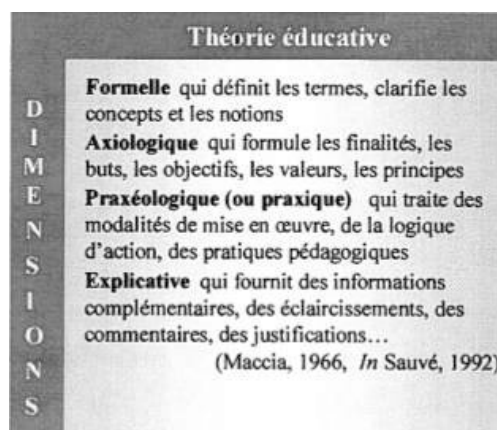 Théorie éducative
DIMENSIONS
Formelle qui définit les termes, clarifie les
concepts et les notions
Axiologique qui formule les finalités, les
buts, les objectifs, les valeurs, les principes
Praxéologique (ou praxique) qui traite des
modalités de mise en œuvre, de la logique
d'action, des pratiques pédagogiques
Explicative qui fournit des informations
complémentaires, des éclaircissements, des
commentaires, des justifications…
(Maccia, 1966, In Sauvé, 1992)